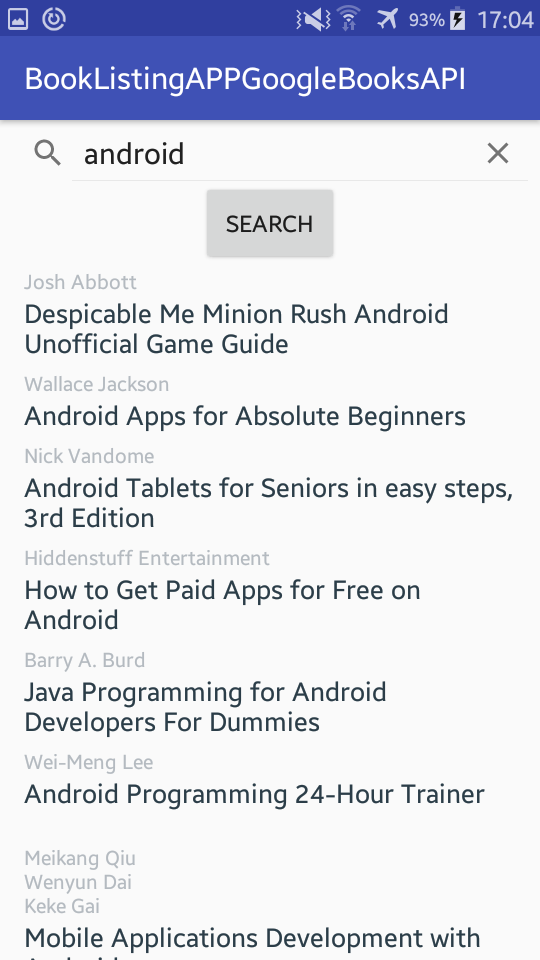 93% 17:04
BookListingAPPGoogleBooksAPI
android
SEARCH
Josh Abbott
Despicable Me Minion Rush Android
Unofficial Game Guide
Wallace Jackson
Android Apps for Absolute Beginners
Nick Vandome
Android Tablets for Seniors in easy steps,
3rd Edition
Hiddenstuff Entertainment
How to Get Paid Apps for Free on
Android
Barry A. Burd
Java Programming for Android
Developers For Dummies
Wei-Meng Lee
Android Programming 24-Hour Trainer
Meikang Qiu
Wenyun Dai
Keke Gai
Mobile Applications Development with